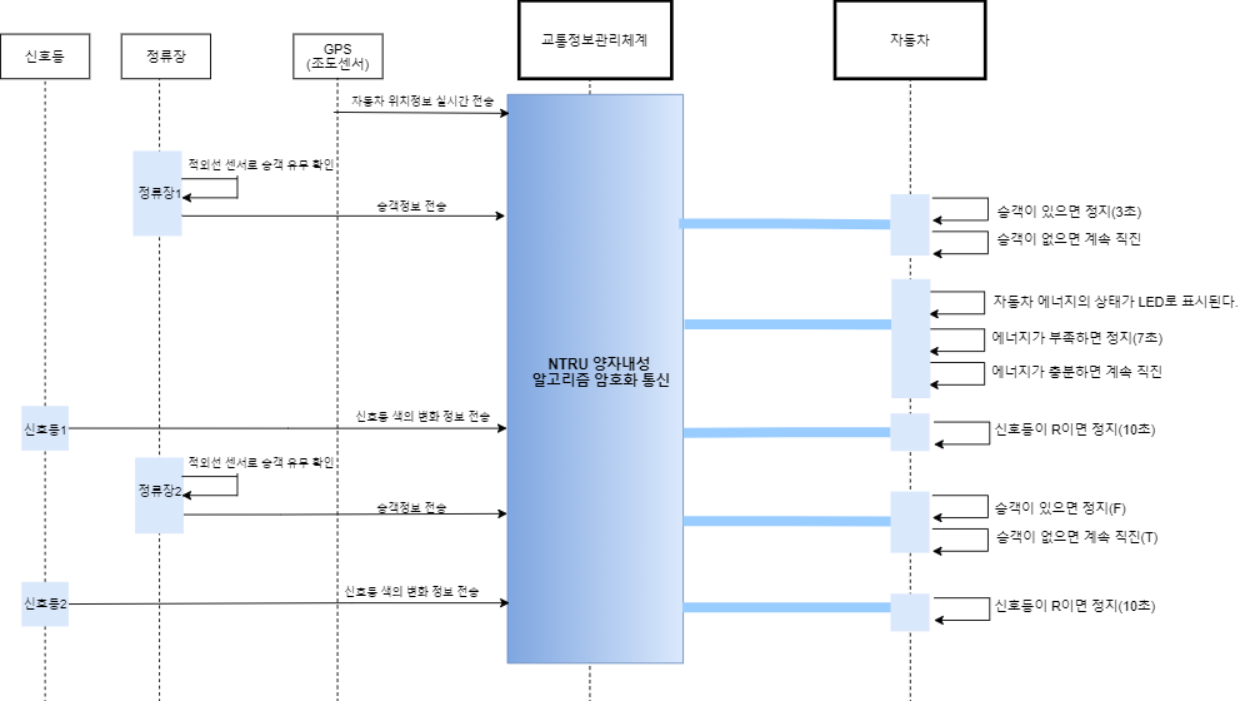 신호등
정류장
GPS
(조도센서)
교통정보관리체계
자동차
자동차 위치정보 실시간 전송
적외선 센서로 승객 유무 확인
정류장1
승객정보 전송
승객이 있으면 정지(3초)
승객이 없으면 계속 직진
자동차 에너지의 상태가 LED로 표시된다.
에너지가 부족하면 정지(7초)
에너지가 충분하면 계속 직진
NTRU 양자내성
알고리즘 암호화 통신
신호등1
신호등 색의 변화 정보 전송
신호등이 R이면 정지(10초)
적외선 센서로 승객 유무 확인
정류장2
승객정보 전송
승객이 있으면 정지(F)
승객이 없으면 계속 직진(T)
신호등2
신호등 색의 변화 정보 전송
신호등이 R이면 정지(10초)